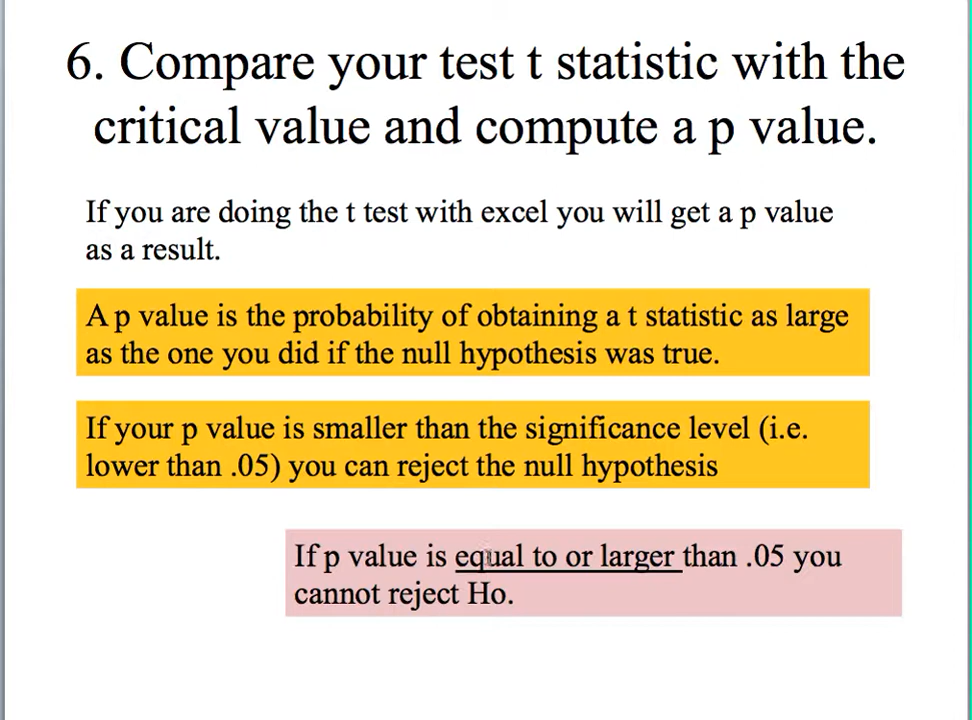 6. Compare your test t statistic with the
critical value and compute a p value.
If you are doing the t test with excel you will get a p value
as a result.
A p value is the probability of obtaining a t statistic as large
as the one you did if the null hypothesis was true.
If your p value is smaller than the significance level (i.e.
lower than .05) you can reject the null hypothesis
If p value is equal to or larger than .05 you
cannot reject Ho.